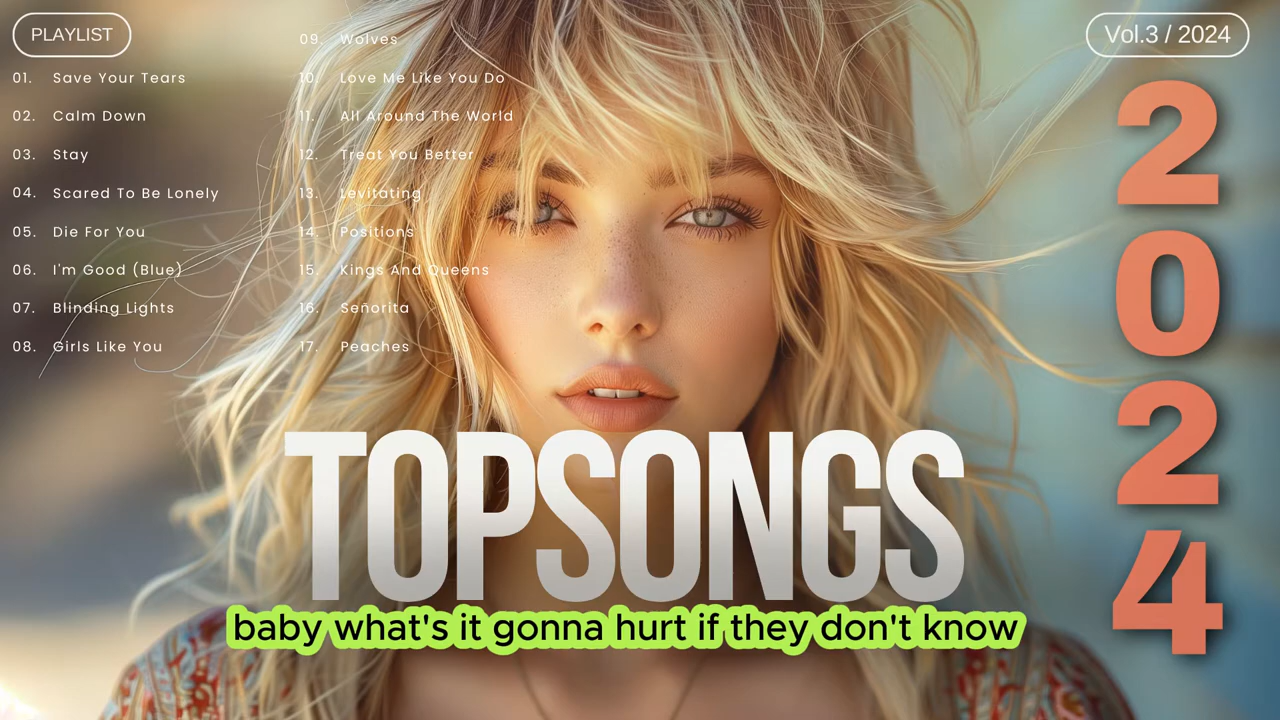 PLAYLIST
01. Save Your Tears
02. Calm Down
03. Stay
04. Scared To Be Lonely
05. Die For You
06. I'm Good (Blue)
07. Blinding Lights
08. Girls Like You
09. Wolves
10. Love Me Like You Do
11. All Around The World
12. Treat You Better
13. Levitating
14. Positions
15. Kings And Queens
16. Señorita
17. Peaches
Vol.3 / 2024
2024
TOPSONGS
baby what's it gonna hurt if they don't know